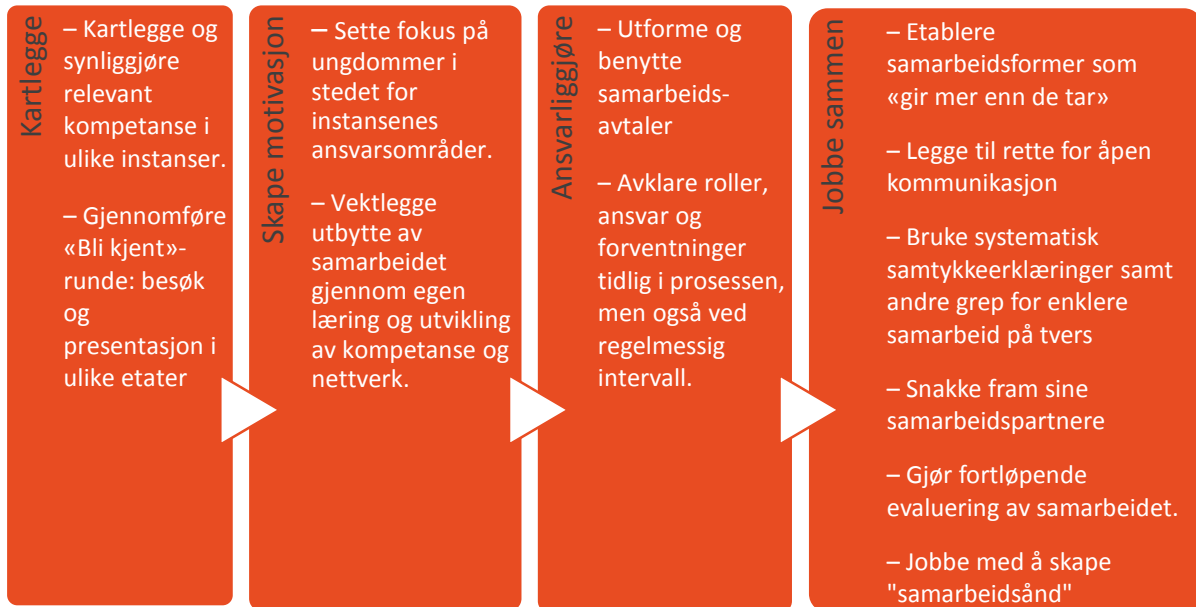 Kartlegge
– Kartlegge og
synliggjøre
relevant
kompetanse i
ulike instanser.
– Gjennomføre
«Bli kjent»-
runde: besøk
og
presentasjon i
ulike etater
Skape motivasjon
– Sette fokus på
ungdommer i
stedet for
instansenes
ansvarsområder.
– Vektlegge
utbytte av
samarbeidet
gjennom egen
læring og utvikling
av kompetanse og
nettverk.
Ansvarliggjøre
– Utforme og
benytte
samarbeids-
avtaler
– Avklare roller,
ansvar og
forventninger
tidlig i prosessen,
men også ved
regelmessig
intervall.
Jobbe sammen
– Etablere
samarbeidsformer som
«gir mer enn de tar»
– Legge til rette for åpen
kommunikasjon
– Bruke systematisk
samtykkeerklæringer samt
andre grep for enklere
samarbeid på tvers
– Snakke fram sine
samarbeidspartnere
– Gjør fortløpende
evaluering av samarbeidet.
– Jobbe med å skape
"samarbeidsånd"